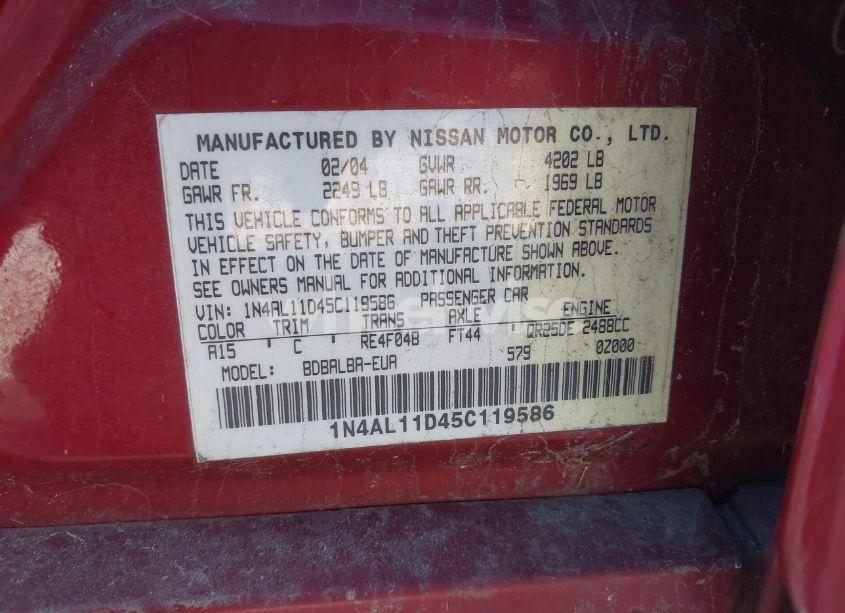 MANUFACTURED BY NISSAN MOTOR CO., LTD.
DATE 02/04 GVWR 4202 LB
GAWR FR. 2249 LB GAWR RR. 1969 LB
THIS VEHICLE CONFORMS TO ALL APPLICABLE FEDERAL MOTOR
VEHICLE SAFETY, BUMPER AND THEFT PREVENTION STANDARDS
IN EFFECT ON THE DATE OF MANUFACTURE SHOWN ABOVE.
SEE OWNERS MANUAL FOR ADDITIONAL INFORMATION.
VIN: 1N4AL11D45C119586 PASSENGER CAR
COLOR TRIM TRANS AXLE ENGINE
A15 C RE4F04B FT44 QR25DE 2488CC
MODEL: BDBALBA-EUA 579 0Z000
1N4AL11D45C119586